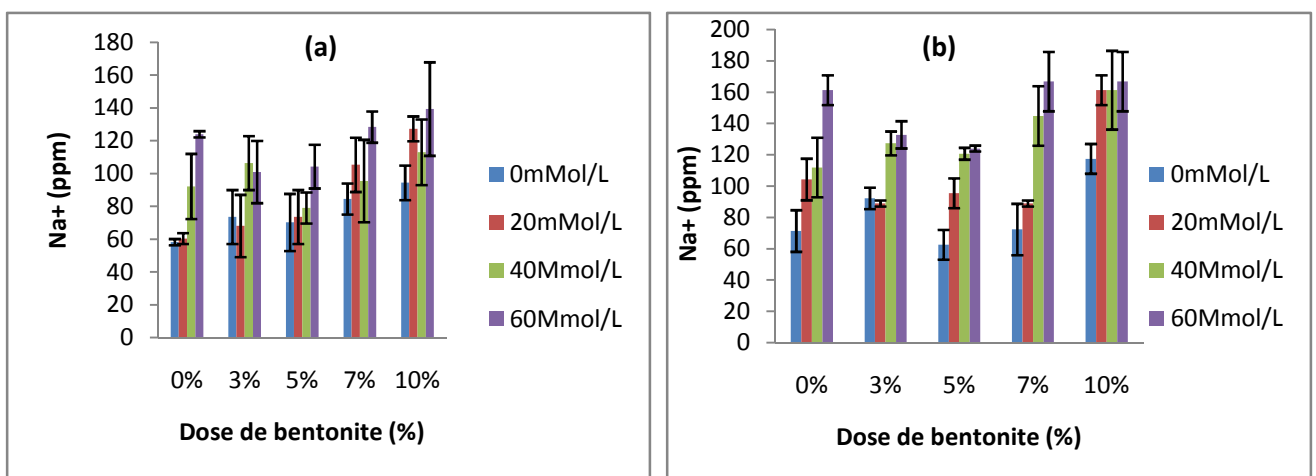 (a)
180
160
140
120
100
80
60
40
20
0
Na+ (ppm)
0% 3% 5% 7% 10%
Dose de bentonite (%)
0mMol/L
20mMol/L
40Mmol/L
60Mmol/L
(b)
200
180
160
140
120
100
80
60
40
20
0
Na+ (ppm)
0% 3% 5% 7% 10%
Dose de bentonite (%)
0mMol/L
20mMol/L
40Mmol/L
60Mmol/L